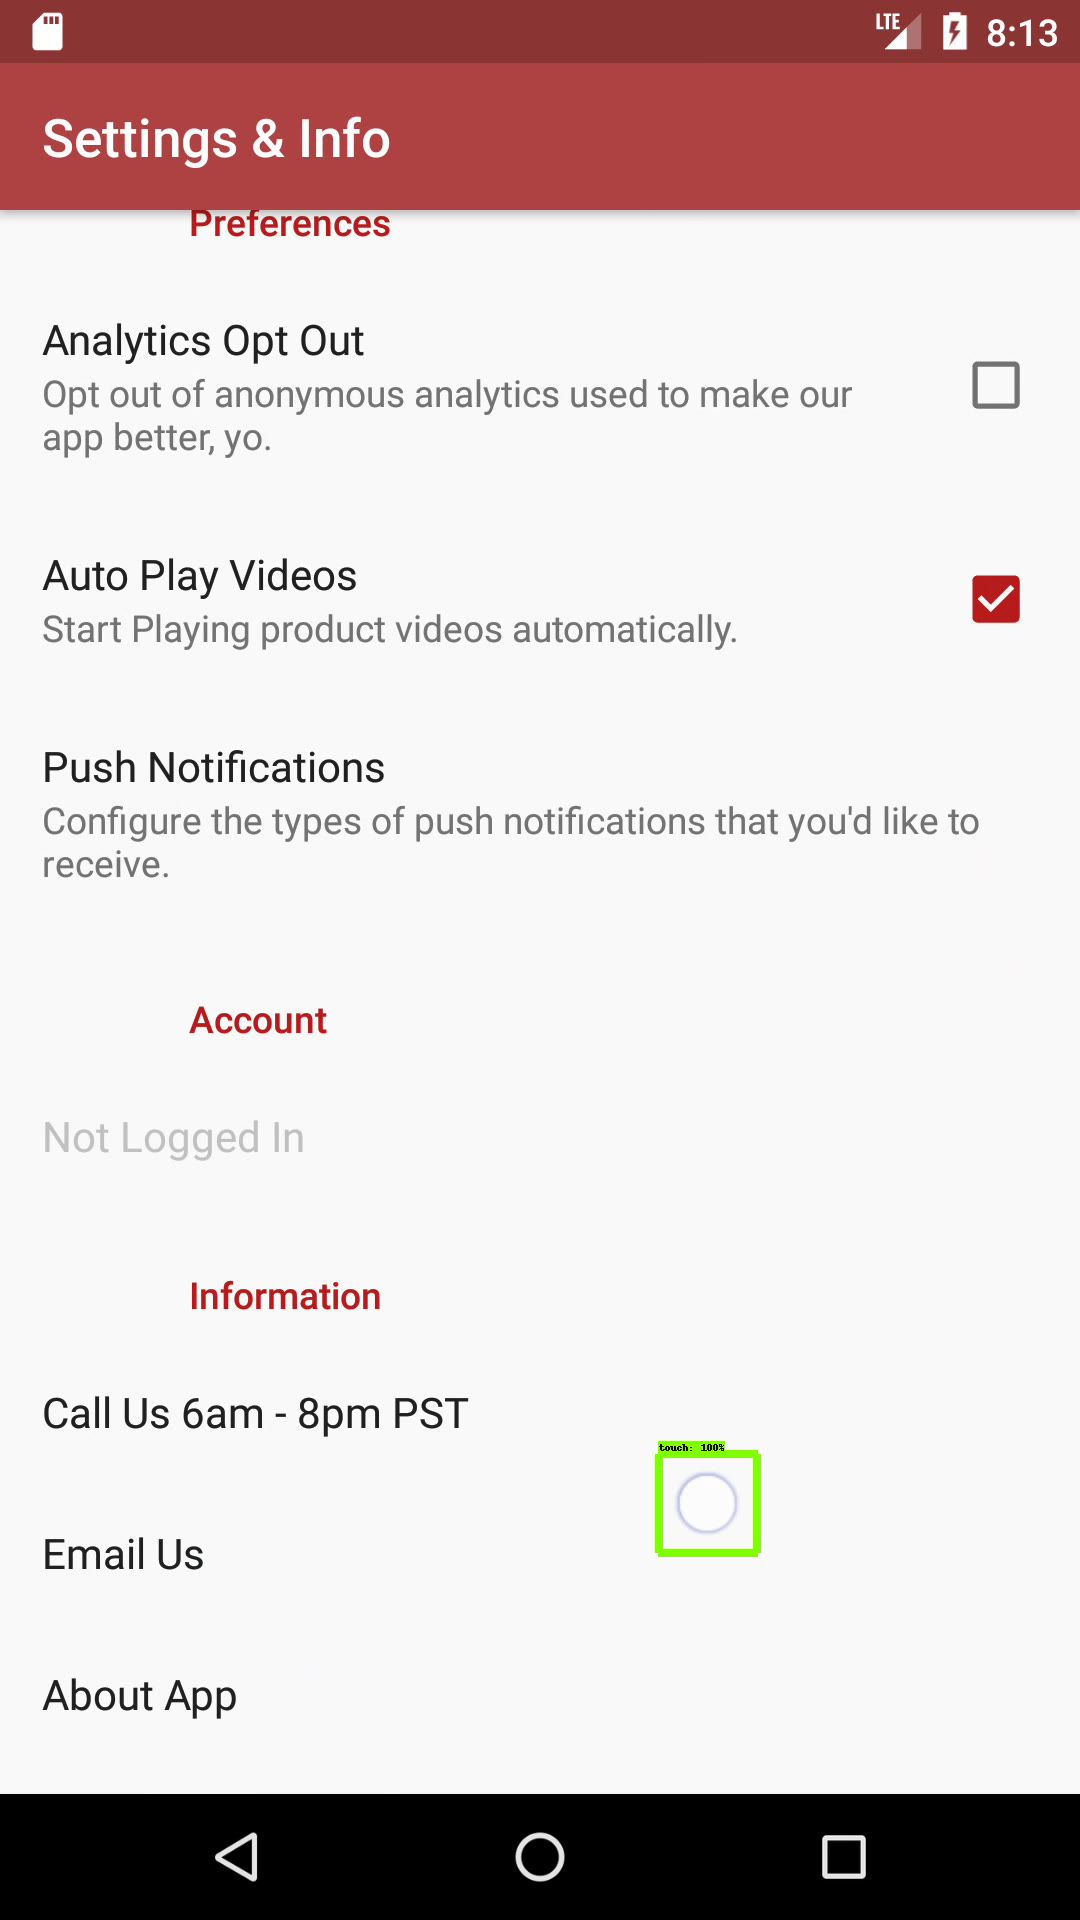 LTE 8:13
Settings & Info
Preferences
Analytics Opt Out
Opt out of anonymous analytics used to make our
app better, yo.
Auto Play Videos
Start Playing product videos automatically.
Push Notifications
Configure the types of push notifications that you'd like to
receive.
Account
Not Logged In
Information
Call Us 6am - 8pm PST
touch: 100%
Email Us
About App